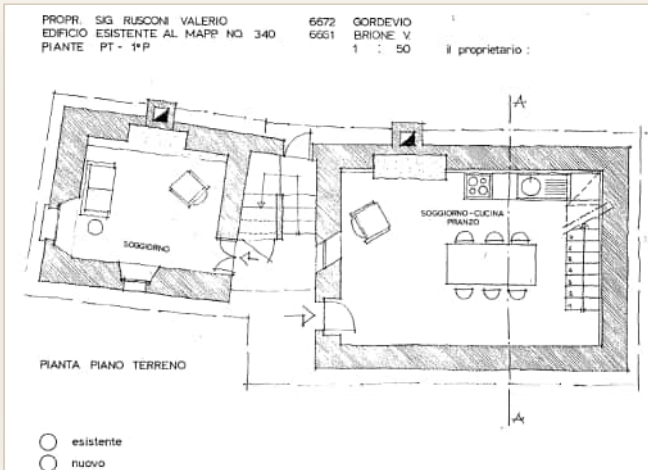 PROPR. SIG RUSCONI VALERIO 6672 GORDEVIO
EDIFICIO ESISTENTE AL MAPP NO 340 6651 BRIONE V.
PIANTE PT - 1°P 1 : 50 il proprietario :
A
SOGGIORNO
SOGGIORNO-CUCINA
PRANZO
PIANTA PIANO TERRENO
A
esistente
nuovo